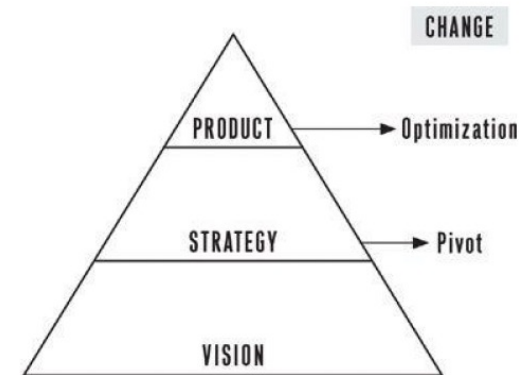 CHANGE
PRODUCT
Optimization
STRATEGY
Pivot
VISION